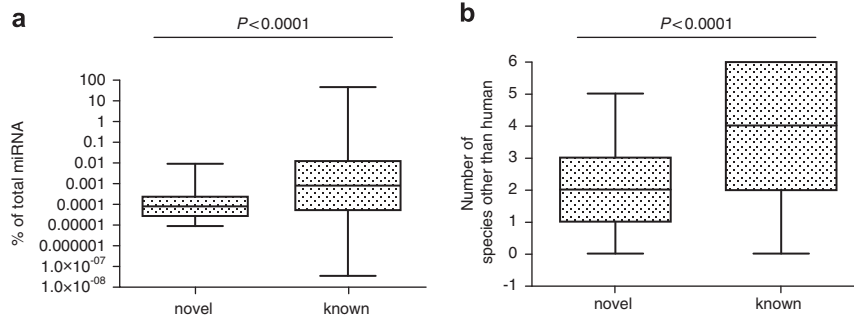 a
P<0.0001
% of total miRNA
100
10
1
0.1
0.01
0.001
0.0001
0.00001
0.000001
1.0×10⁻⁰⁷
1.0×10⁻⁰⁸
novel known
b
P<0.0001
Number of
species other than human
6
5
4
3
2
1
0
-1
novel known